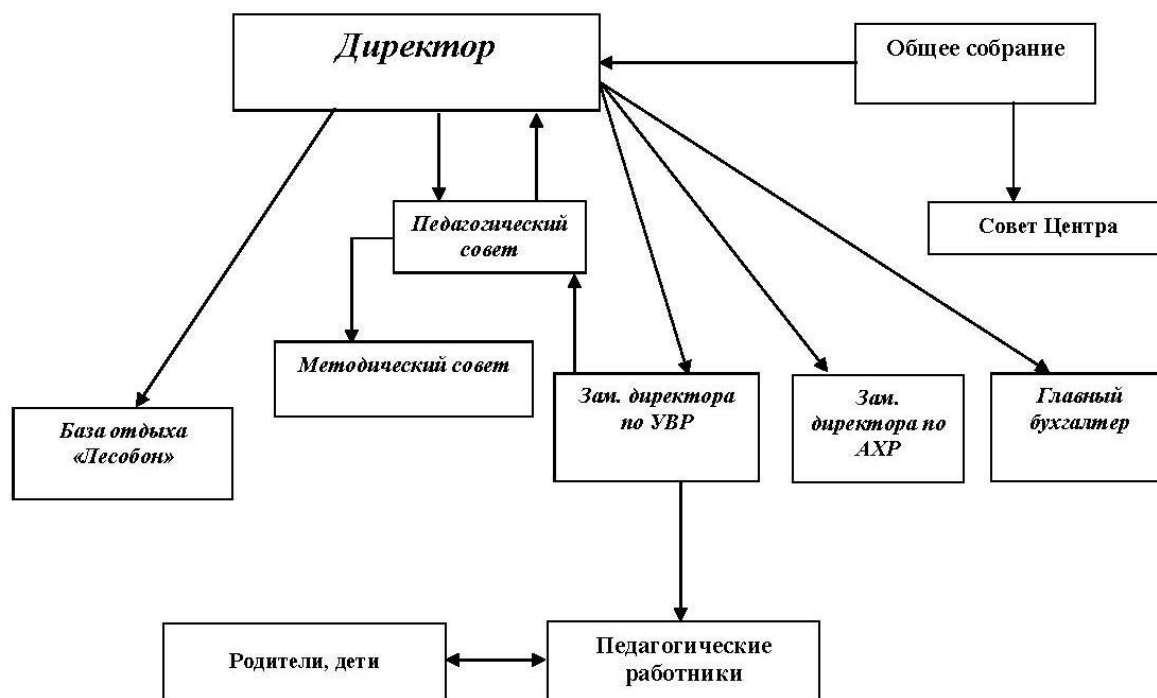 Директор
Общее собрание
Педагогический
совет
Совет Центра
Методический совет
Зам. директора
по УВР
Зам.
директора по
АХР
Главный
бухгалтер
База отдыха
«Лесобон»
Родители, дети
Педагогические
работники